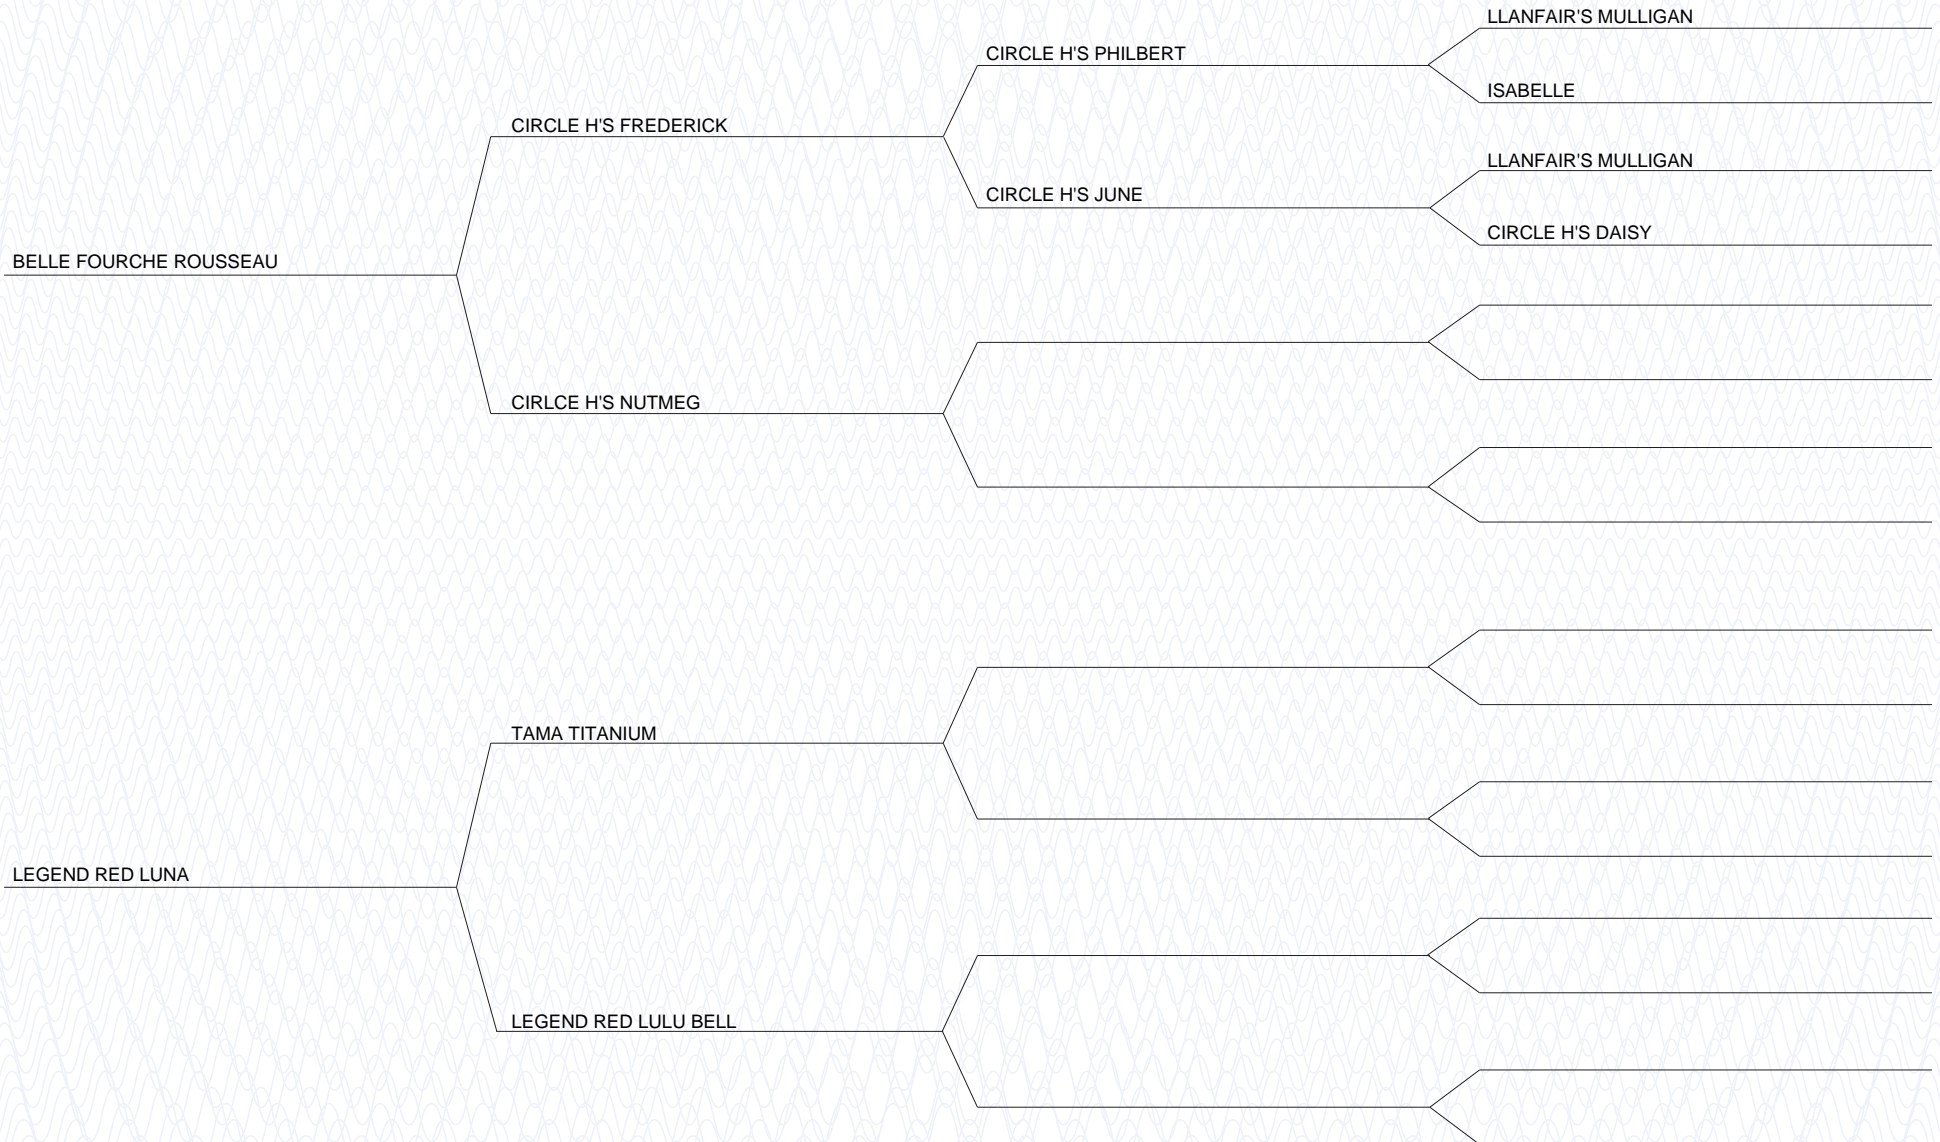 LLANFAIR'S MULLIGAN
CIRCLE H'S PHILBERT
ISABELLE
CIRCLE H'S FREDERICK
LLANFAIR'S MULLIGAN
CIRCLE H'S JUNE
CIRCLE H'S DAISY
BELLE FOURCHE ROUSSEAU
CIRLCE H'S NUTMEG
TAMA TITANIUM
LEGEND RED LUNA
LEGEND RED LULU BELL